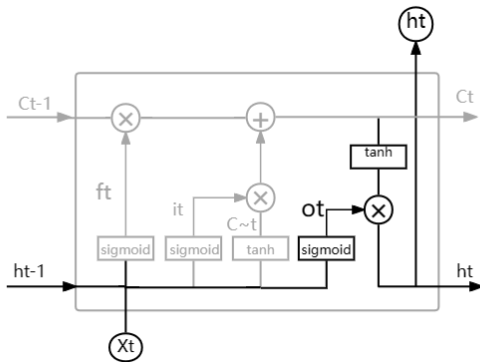 ht
Ct-1
Ct
tanh
ft
it
ot
C~t
sigmoid
sigmoid
tanh
sigmoid
ht-1
ht
Xt